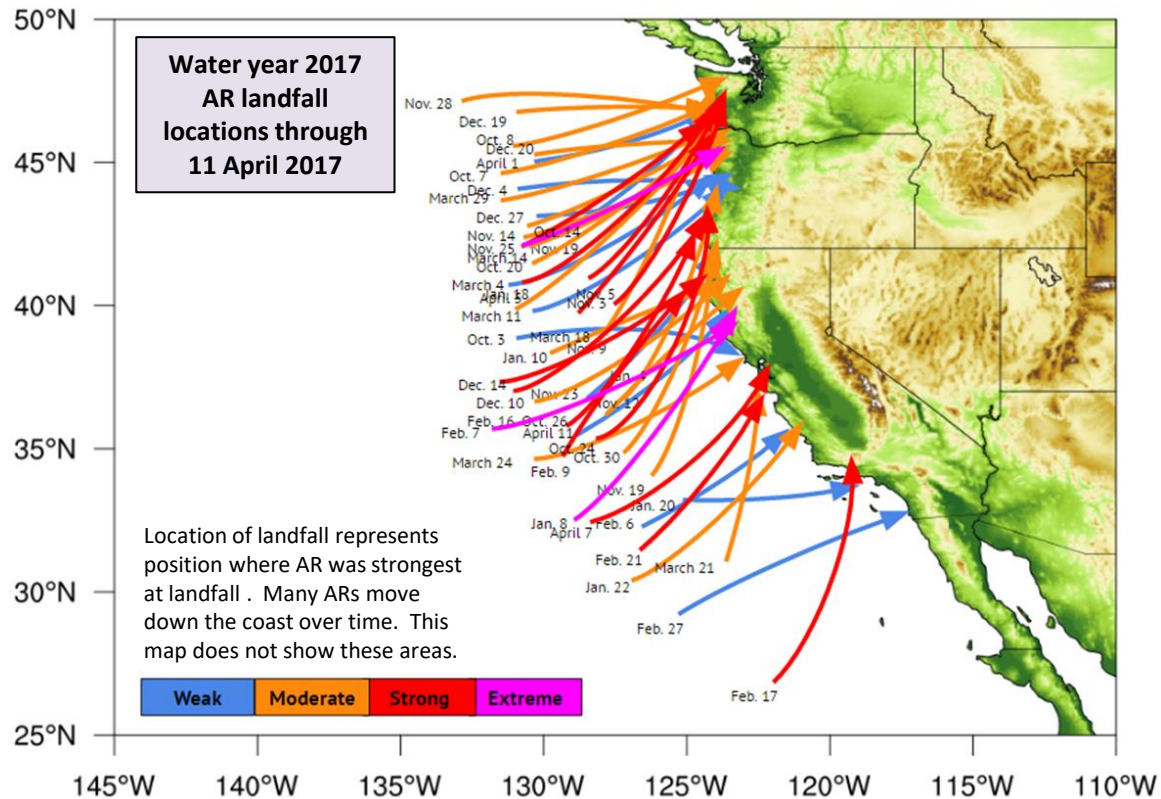 50°N
Water year 2017
AR landfall
locations through
11 April 2017
Nov. 28
Dec. 19
Oct. 8
Dec. 20
45°N
April 1
Oct. 7
Dec. 4
March 29
Dec. 27
Nov. 14
Oct. 14
Nov. 25
Nov. 19
March 14
Oct. 20
March 4
Jan. 18
Nov. 5
April 5
Nov. 3
40°N
March 11
Oct. 3
March 18
Nov. 9
Jan. 10
Jan. 4
Dec. 14
Nov. 23
Dec. 10
Feb. 16
Oct. 26
Feb. 7
April 11
35°N
Oct. 24
March 24
Oct. 30
Feb. 9
Nov. 19
Jan. 20
Jan. 8
Feb. 6
April 7
Feb. 21
March 21
Jan. 22
Feb. 27
Feb. 17
Location of landfall represents
position where AR was strongest
at landfall . Many ARs move
down the coast over time. This
map does not show these areas.
30°N
Weak Moderate Strong Extreme
25°N
145°W 140°W 135°W 130°W 125°W 120°W 115°W 110°W